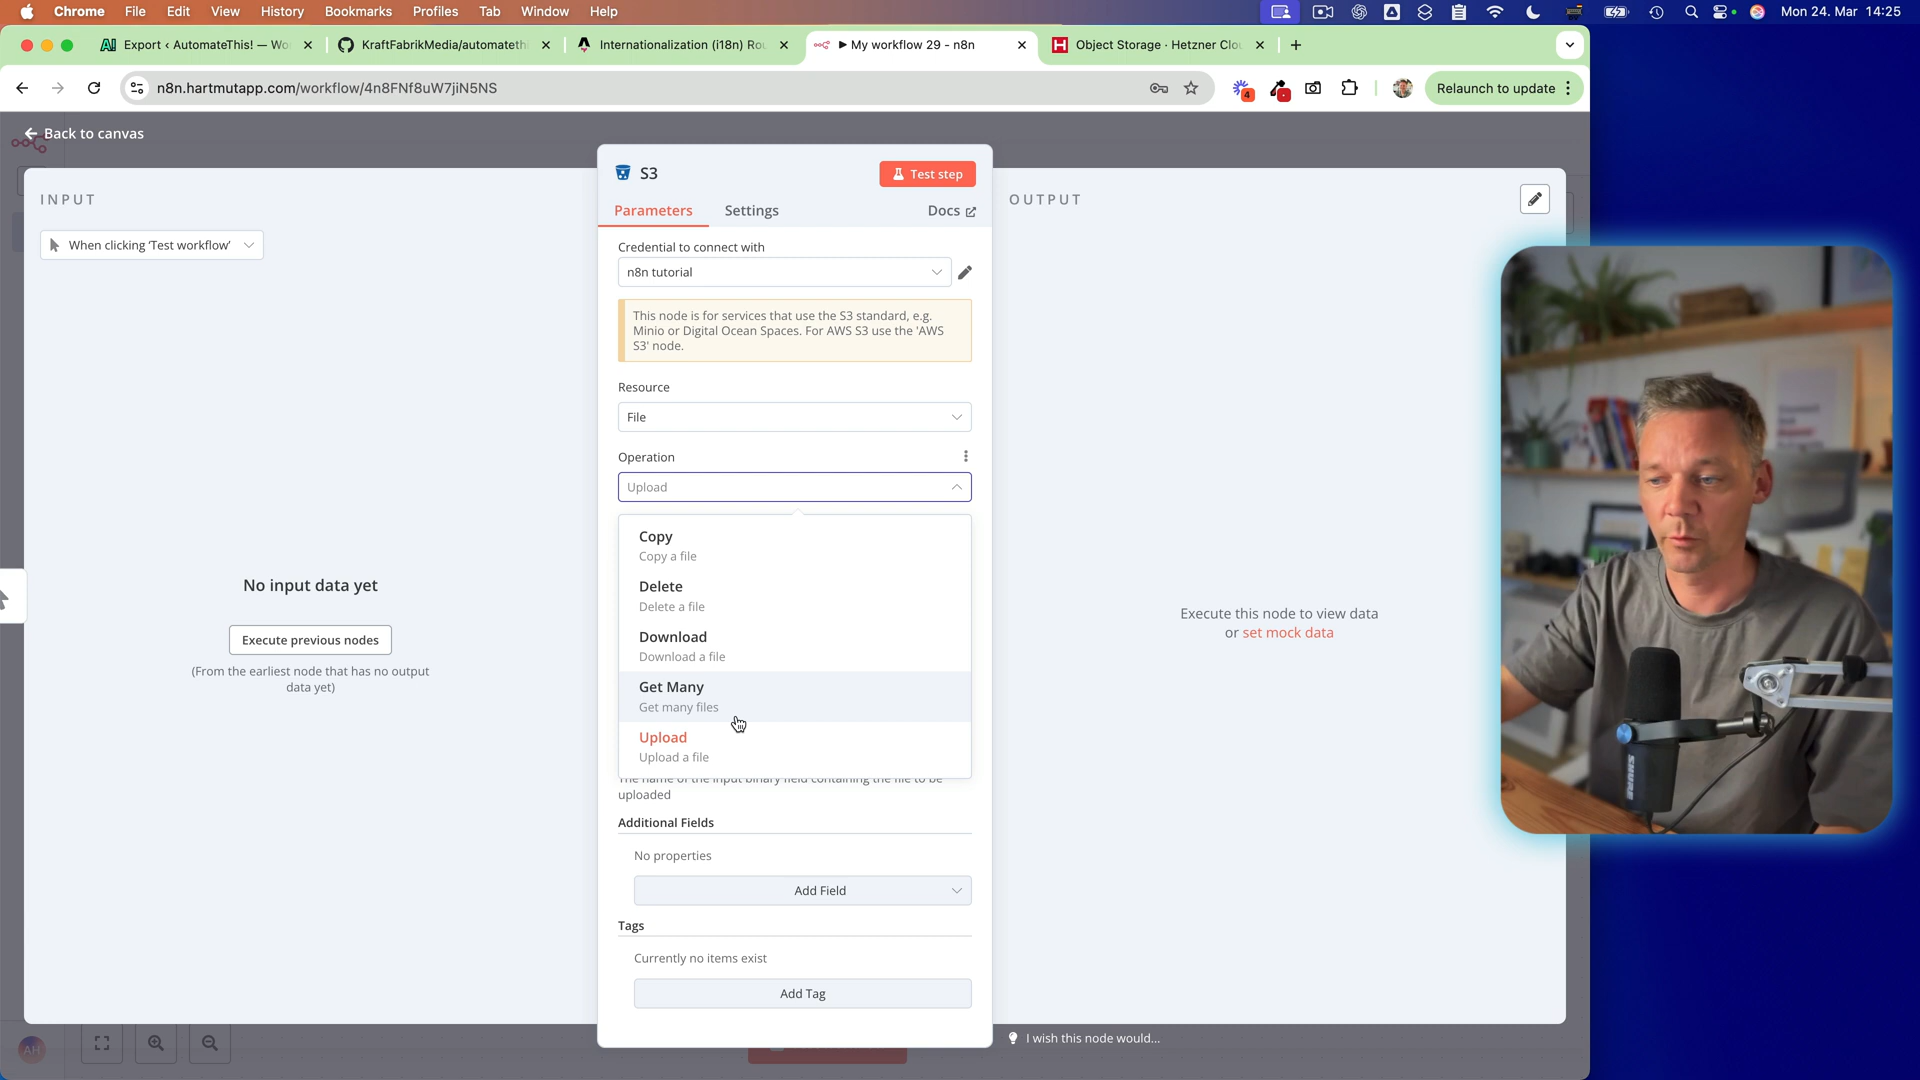 Chrome File Edit View History Bookmarks Profiles Tab Window Help Mon 24. Mar 14:25
Export ‹ AutomateThis! — Wo KraftFabrikMedia/automateth Internationalization (i18n) Rou My workflow 29 - n8n Object Storage · Hetzner Clo
n8n.hartmutapp.com/workflow/4n8FNf8uW7jiN5NS 4 Relaunch to update
Back to canvas
S3 Test step
INPUT
Parameters Settings Docs
OUTPUT
When clicking ‘Test workflow’
Credential to connect with
n8n tutorial
This node is for services that use the S3 standard, e.g.
Minio or Digital Ocean Spaces. For AWS S3 use the 'AWS
S3' node.
Resource
File
Operation
Upload
Copy
Copy a file
Delete
Delete a file
Download
Download a file
Get Many
Get many files
Upload
Upload a file
The name of the input binary field containing the file to be
uploaded
Additional Fields
No properties
Add Field
Tags
Currently no items exist
Add Tag
No input data yet
Execute previous nodes
(From the earliest node that has no output
data yet)
Execute this node to view data
or set mock data
I wish this node would...
AH
SHURE